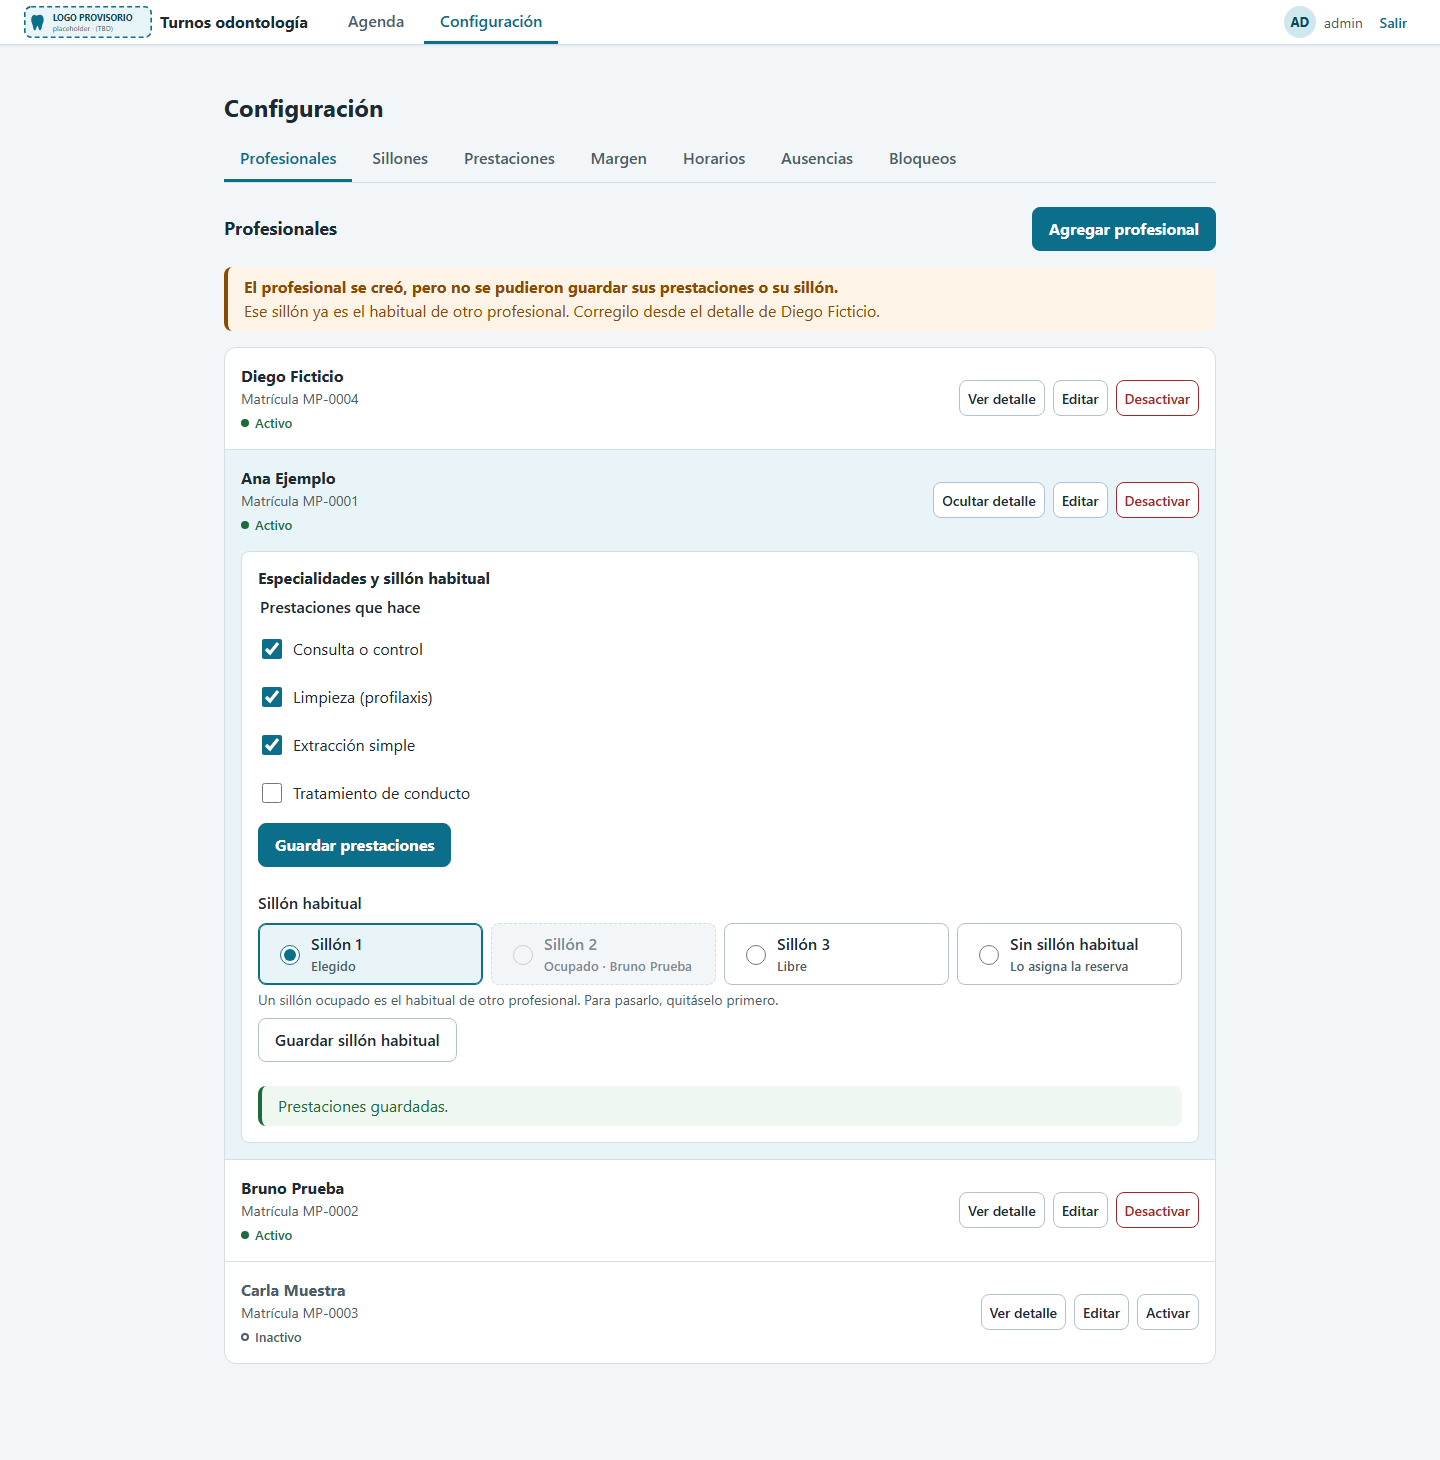 LOGO PROVISORIO
placeholder · (TBD)
Turnos odontología
Agenda
Configuración
AD
admin
Salir
Configuración
Profesionales
Sillones
Prestaciones
Margen
Horarios
Ausencias
Bloqueos
Profesionales
Agregar profesional
El profesional se creó, pero no se pudieron guardar sus prestaciones o su sillón.
Ese sillón ya es el habitual de otro profesional. Corregilo desde el detalle de Diego Ficticio.
Diego Ficticio
Matrícula MP-0004
Activo
Ver detalle
Editar
Desactivar
Ana Ejemplo
Matrícula MP-0001
Activo
Ocultar detalle
Editar
Desactivar
Especialidades y sillón habitual
Prestaciones que hace
Consulta o control
Limpieza (profilaxis)
Extracción simple
Tratamiento de conducto
Guardar prestaciones
Sillón habitual
Sillón 1
Elegido
Sillón 2
Ocupado · Bruno Prueba
Sillón 3
Libre
Sin sillón habitual
Lo asigna la reserva
Un sillón ocupado es el habitual de otro profesional. Para pasarlo, quitáselo primero.
Guardar sillón habitual
Prestaciones guardadas.
Bruno Prueba
Matrícula MP-0002
Activo
Ver detalle
Editar
Desactivar
Carla Muestra
Matrícula MP-0003
Inactivo
Ver detalle
Editar
Activar